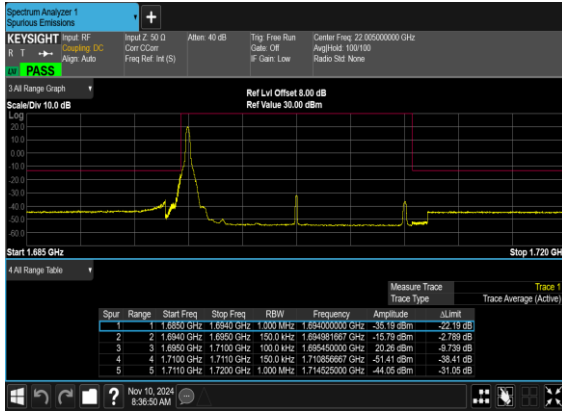 Spectrum Analyzer 1
Spurious Emissions
KEYSIGHT Input: RF Input Z: 50 Ω Atten: 40 dB Trig: Free Run Center Freq: 22.005000000 GHz
R T Coupling: DC Corr CCorr Gate: Off Avg|Hold: 100/100
Align: Auto Freq Ref: Int (S) IF Gain: Low Radio Std: None
PASS
3 All Range Graph
Ref Lvl Offset 8.00 dB
Scale/Div 10.0 dB Ref Value 30.00 dBm
Log
20.0
10.0
0.00
-10.0
-20.0
-30.0
-40.0
-50.0
-60.0
Start 1.685 GHz Stop 1.720 GH
4 All Range Table
Measure Trace Trace 1
Trace Type Trace Average (Active)
Spur Range Start Freq Stop Freq RBW Frequency Amplitude ΔLimit
1 1 1.6850 GHz 1.6940 GHz 1.000 MHz 1.694000000 GHz -35.19 dBm -22.19 dB
2 2 1.6940 GHz 1.6950 GHz 150.0 kHz 1.694981667 GHz -15.79 dBm -2.789 dB
3 3 1.6950 GHz 1.7100 GHz 100.0 kHz 1.695450000 GHz 20.26 dBm -9.739 dB
4 4 1.7100 GHz 1.7110 GHz 150.0 kHz 1.710856667 GHz -51.41 dBm -38.41 dB
5 5 1.7110 GHz 1.7200 GHz 1.000 MHz 1.714525000 GHz -44.05 dBm -31.05 dB
Nov 10, 2024
8:36:50 AM